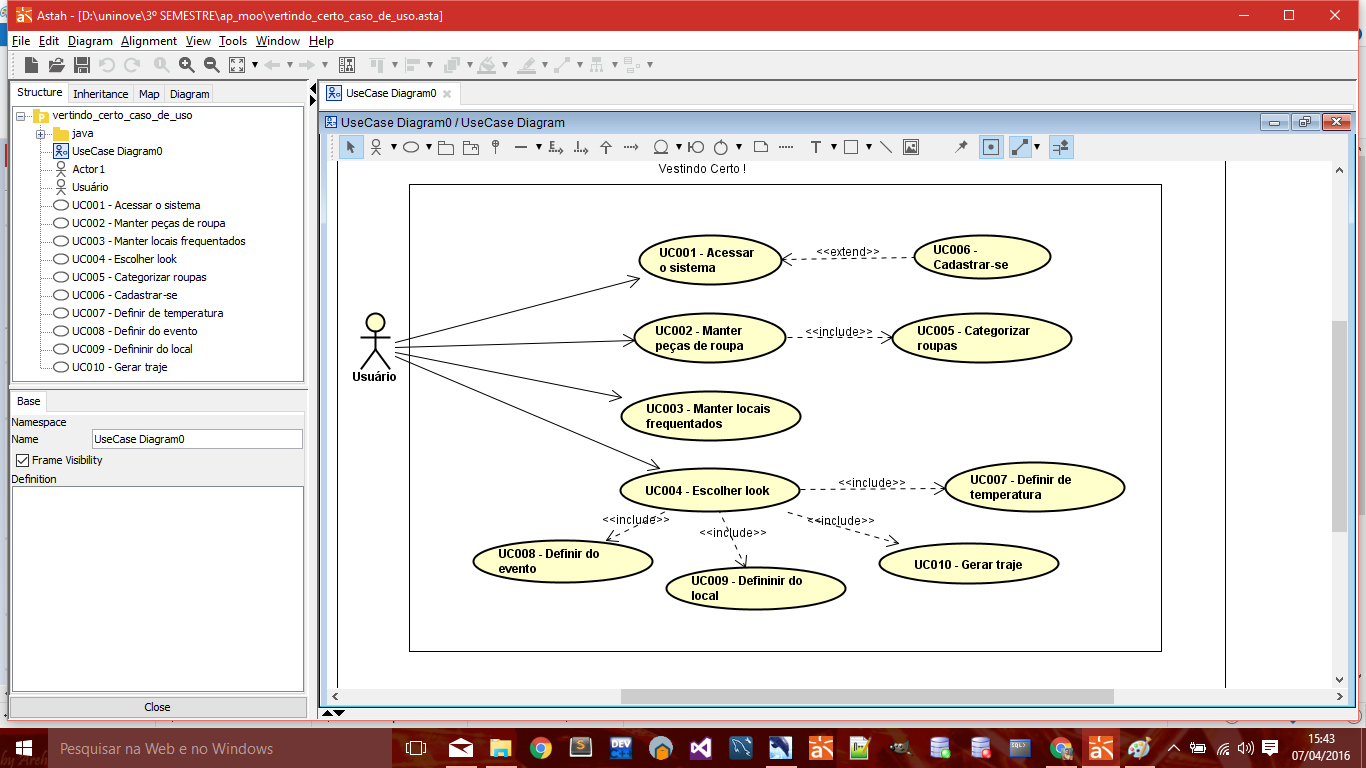 Astah - [D:\uninove\3º SEMESTRE\ap_moo\vertindo_certo_caso_de_uso.asta]
File Edit Diagram Alignment View Tools Window Help
Structure Inheritance Map Diagram
vertindo_certo_caso_de_uso
java
UseCase Diagram0
Actor1
Usuário
UC001 - Acessar o sistema
UC002 - Manter peças de roupa
UC003 - Manter locais frequentados
UC004 - Escolher look
UC005 - Categorizar roupas
UC006 - Cadastrar-se
UC007 - Definir de temperatura
UC008 - Definir do evento
UC009 - Defininir do local
UC010 - Gerar traje
Base
Namespace
Name UseCase Diagram0
Frame Visibility
Definition
Close
UseCase Diagram0
UseCase Diagram0 / UseCase Diagram
T
Vestindo Certo !
UC001 - Acessar
o sistema
<<extend>>
UC006 -
Cadastrar-se
UC002 - Manter
peças de roupa
<<include>>
UC005 - Categorizar
roupas
Usuário
UC003 - Manter locais
frequentados
UC004 - Escolher look
<<include>>
UC007 - Definir de
temperatura
<<include>>
<<include>>
<<include>>
UC008 - Definir do
evento
UC009 - Defininir do
local
UC010 - Gerar traje
Pesquisar na Web e no Windows
DEV
SQL>
15:43
07/04/2016